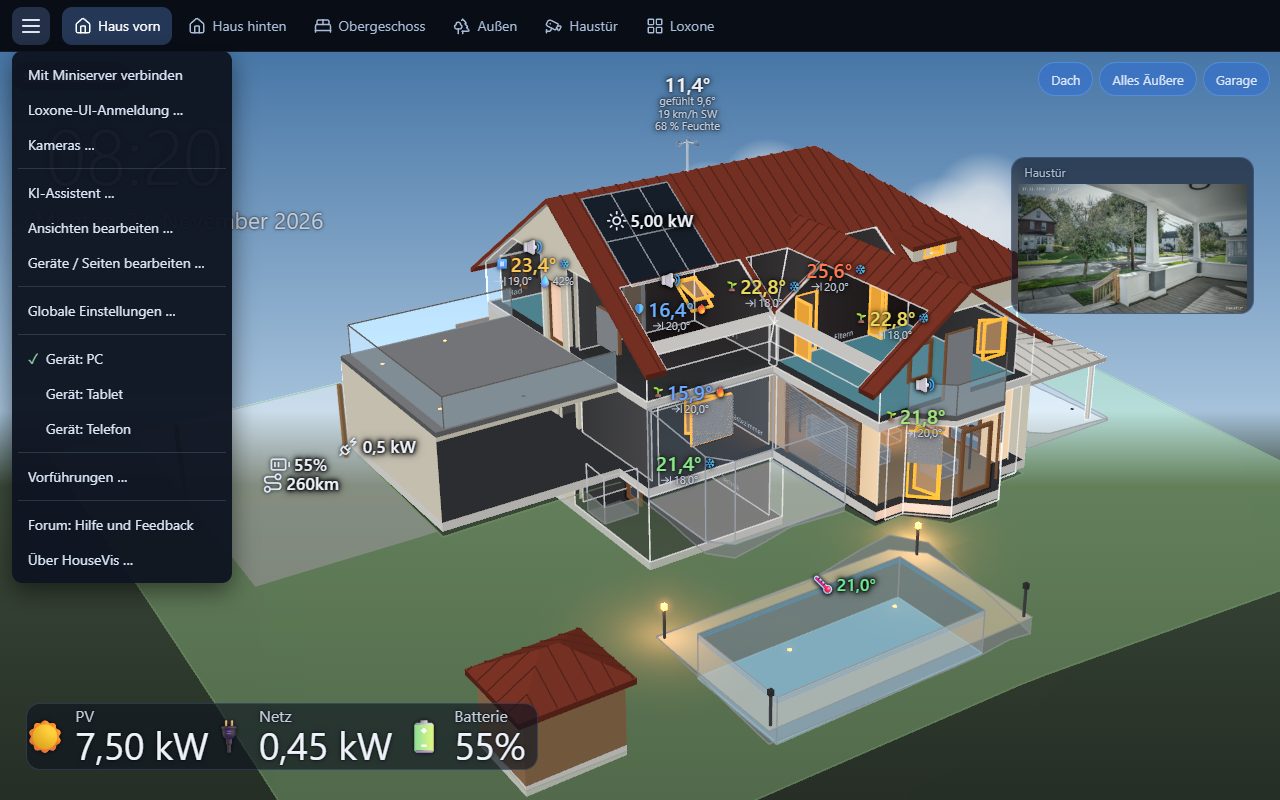 Haus vorn
Haus hinten
Obergeschoss
Außen
Haustür
Loxone
Mit Miniserver verbinden
Loxone-UI-Anmeldung ...
Kameras ...
KI-Assistent ...
Ansichten bearbeiten ...
Geräte / Seiten bearbeiten ...
Globale Einstellungen ...
✓ Gerät: PC
Gerät: Tablet
Gerät: Telefon
Vorführungen ...
Forum: Hilfe und Feedback
Über HouseVis ...
08:20
2026
Dach
Alles Äußere
Garage
11,4°
gefühlt 9,6°
19 km/h SW
68 % Feuchte
Haustür
5,00 kW
23,4°
19,0°
42%
25,6°
20,0°
22,8°
18,0°
16,4°
20,0°
22,8°
18,0°
Eltern
15,9°
20,0°
21,8°
20,0°
21,4°
18,0°
0,5 kW
55%
260km
21,0°
PV
7,50 kW
Netz
0,45 kW
Batterie
55%